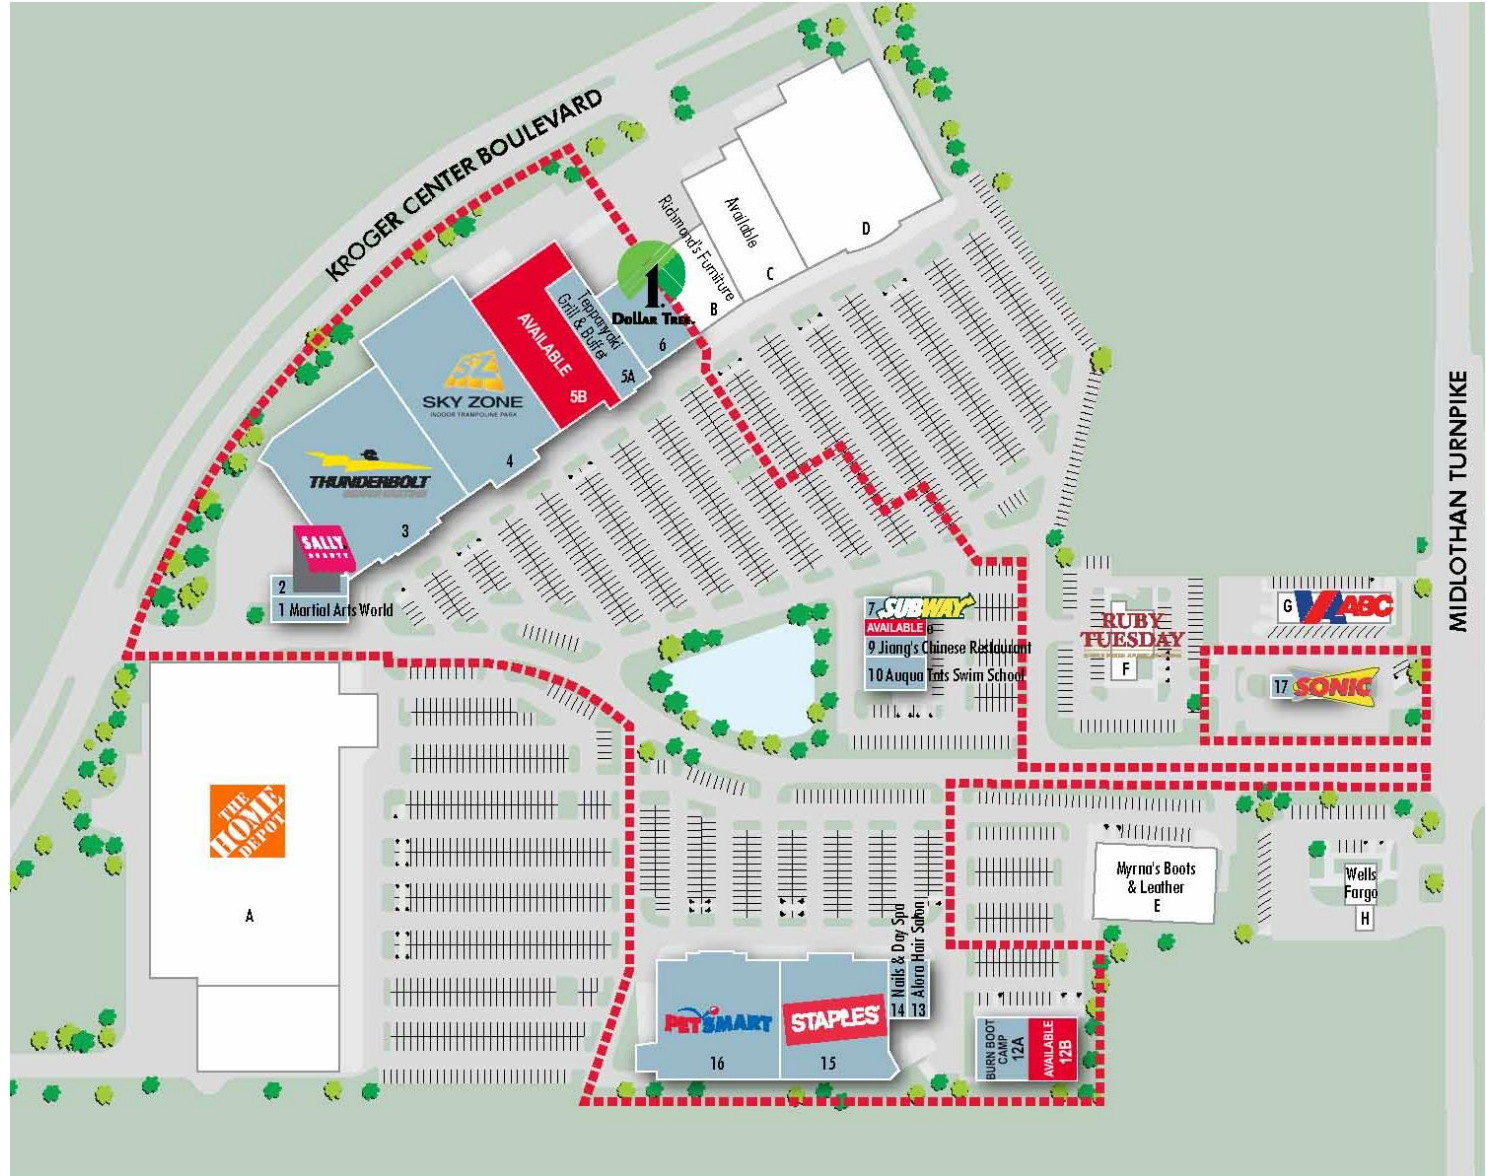 KROGER CENTER BOULEVARD
D
Available
C
Richmond's Furniture
B
1
DOLLAR TREE.
6
Teppanyaki
Grill & Buffet
5A
AVAILABLE
5B
SZ
SKY ZONE
INDOOR TRAMPOLINE PARK
4
THUNDERBOLT
3
SALLY
BEAUTY
2
1 Martial Arts World
MIDLOTHAN TURNPIKE
7 SUBWAY
AVAILABLE 8
9 Jiang's Chinese Restaurant
10 Auqua Tots Swim School
RUBY
TUESDAY
F
G
ABC
17 SONIC
THE
HOME
DEPOT
A
Myrna's Boots
& Leather
E
Wells
Fargo
H
PETSMART
16
STAPLES
15
14 Nails & Day Spa
13 Alora Hair Salon
BURN BOOT
CAMP
12A
AVAILABLE
12B